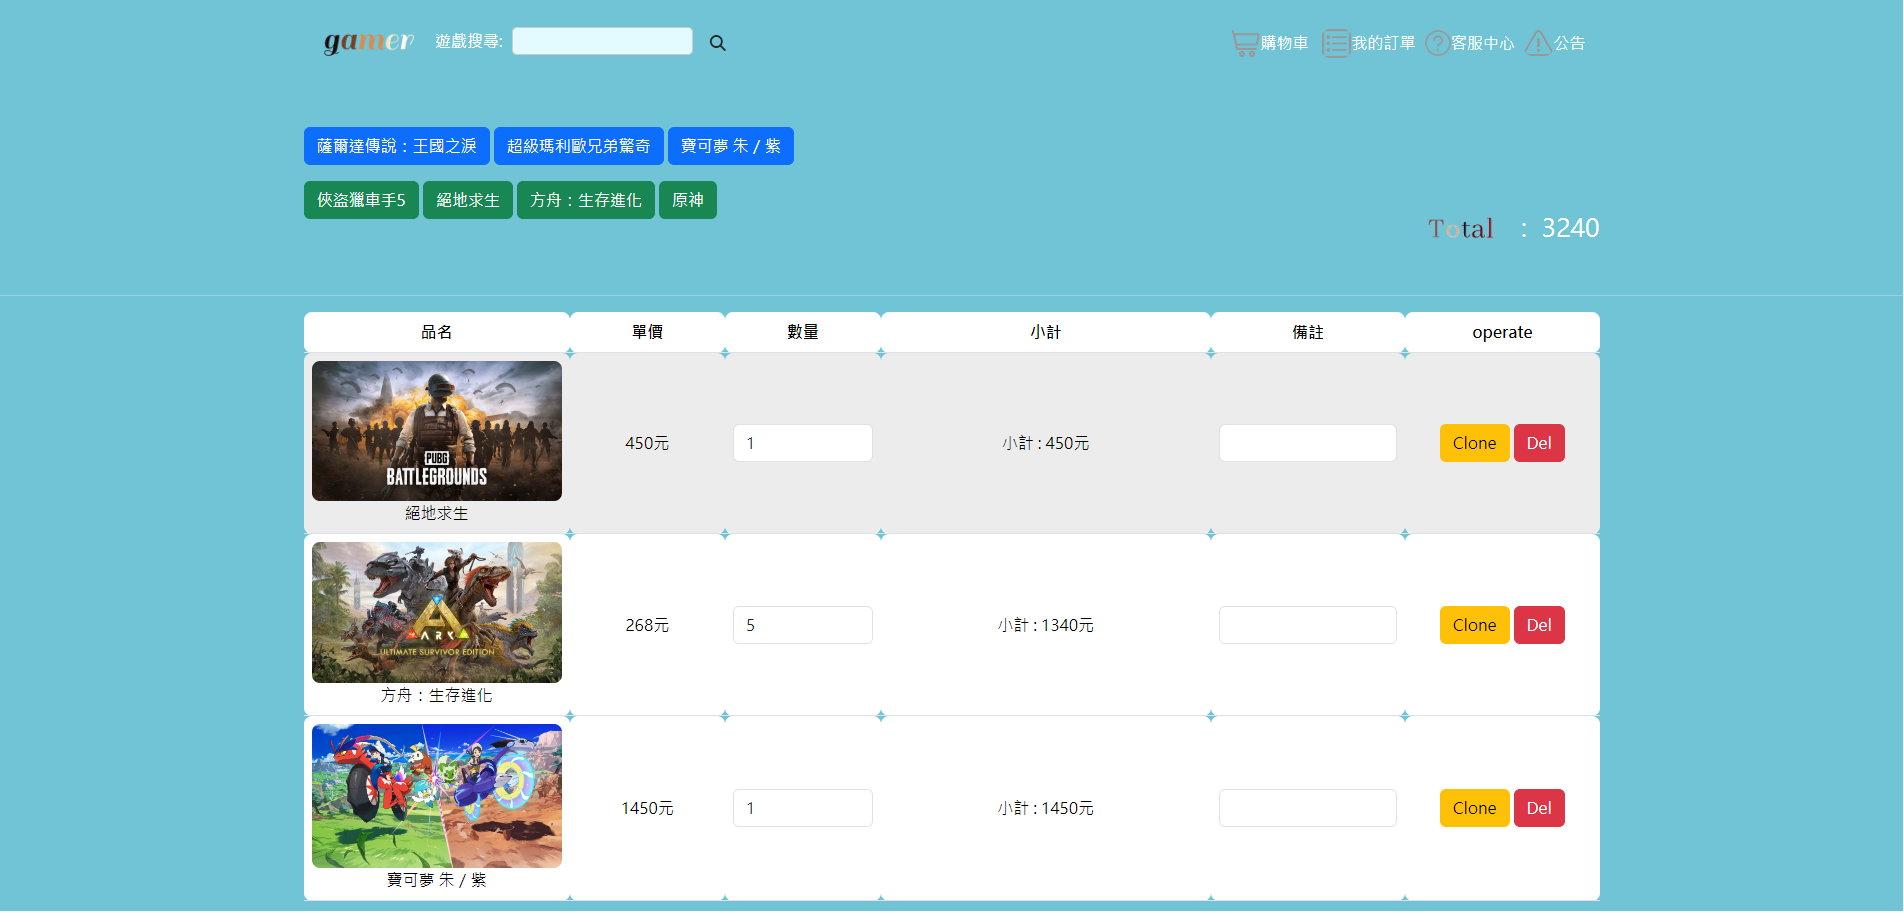 gamer 遊戲搜尋: 購物車 我的訂單 客服中心 公告
薩爾達傳說：王國之淚 超級瑪利歐兄弟驚奇 寶可夢 朱 / 紫
俠盜獵車手5 絕地求生 方舟：生存進化 原神
Total ： 3240
品名 單價 數量 小計 備註 operate
PUBG
BATTLEGROUNDS
450元 1 小計 : 450元 Clone Del
絕地求生
ARK
ULTIMATE SURVIVOR EDITION
268元 5 小計 : 1340元 Clone Del
方舟：生存進化
1450元 1 小計 : 1450元 Clone Del
寶可夢 朱 / 紫